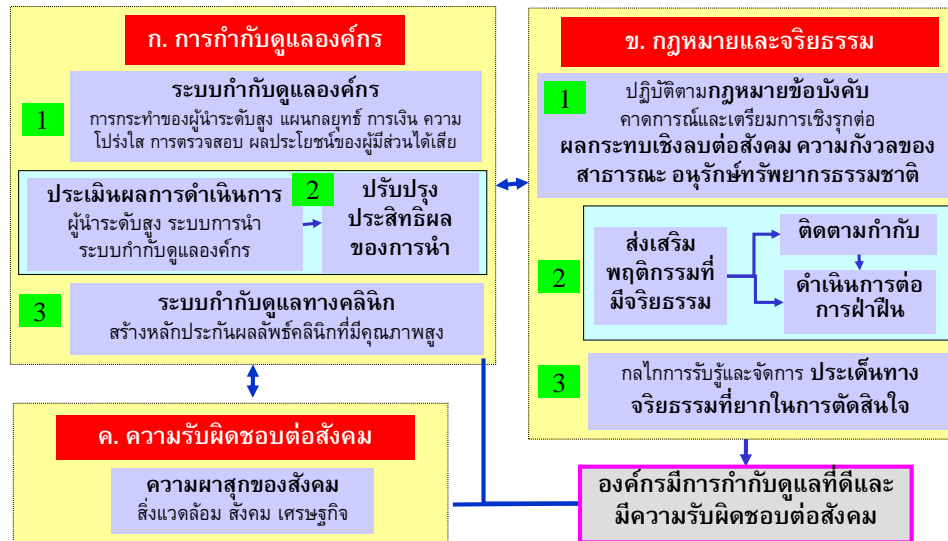 ก. การกำกับดูแลองค์กร
1
ระบบกำกับดูแลองค์กร
การกระทำของผู้นำระดับสูง แผนกลยุทธ์ การเงิน ความ
โปร่งใส การตรวจสอบ ผลประโยชน์ของผู้มีส่วนได้เสีย
ประเมินผลการดำเนินการ
ผู้นำระดับสูง ระบบการนำ
ระบบกำกับดูแลองค์กร
2
ปรับปรุง
ประสิทธิผล
ของการนำ
3
ระบบกำกับดูแลทางคลินิก
สร้างหลักประกันผลลัพธ์คลินิกที่มีคุณภาพสูง
ข. กฎหมายและจริยธรรม
1
ปฏิบัติตามกฎหมายข้อบังคับ
คาดการณ์และเตรียมการเชิงรุกต่อ
ผลกระทบเชิงลบต่อสังคม ความกังวลของ
สาธารณะ อนุรักษ์ทรัพยากรธรรมชาติ
2
ส่งเสริม
พฤติกรรมที่
มีจริยธรรม
ติดตามกำกับ
ดำเนินการต่อ
การฝ่าฝืน
3
กลไกการรับรู้และจัดการ ประเด็นทาง
จริยธรรมที่ยากในการตัดสินใจ
ค. ความรับผิดชอบต่อสังคม
ความผาสุกของสังคม
สิ่งแวดล้อม สังคม เศรษฐกิจ
องค์กรมีการกำกับดูแลที่ดีและ
มีความรับผิดชอบต่อสังคม